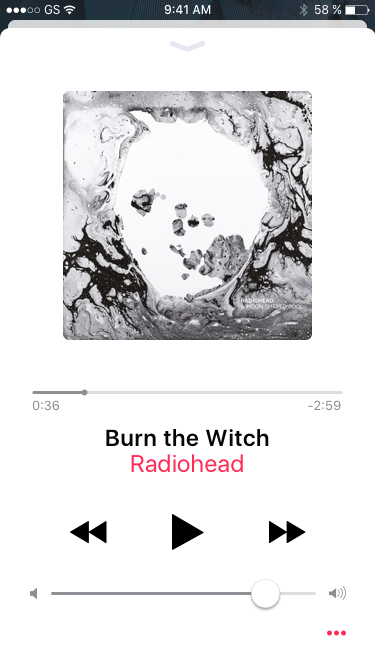 GS 9:41 AM 58 %
RADIOHEAD
A MOON SHAPED POOL
0:36 -2:59
Burn the Witch
Radiohead